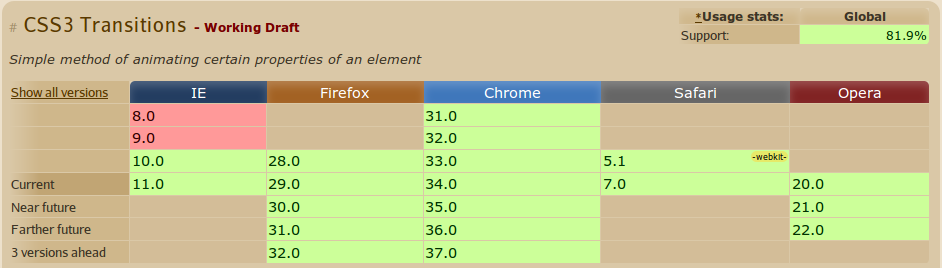 # CSS3 Transitions - Working Draft
*Usage stats: Global
Support: 81.9%
Simple method of animating certain properties of an element
Show all versions IE Firefox Chrome Safari Opera
8.0 31.0
9.0 32.0
10.0 28.0 33.0 5.1 -webkit-
Current 11.0 29.0 34.0 7.0 20.0
Near future 30.0 35.0 21.0
Farther future 31.0 36.0 22.0
3 versions ahead 32.0 37.0